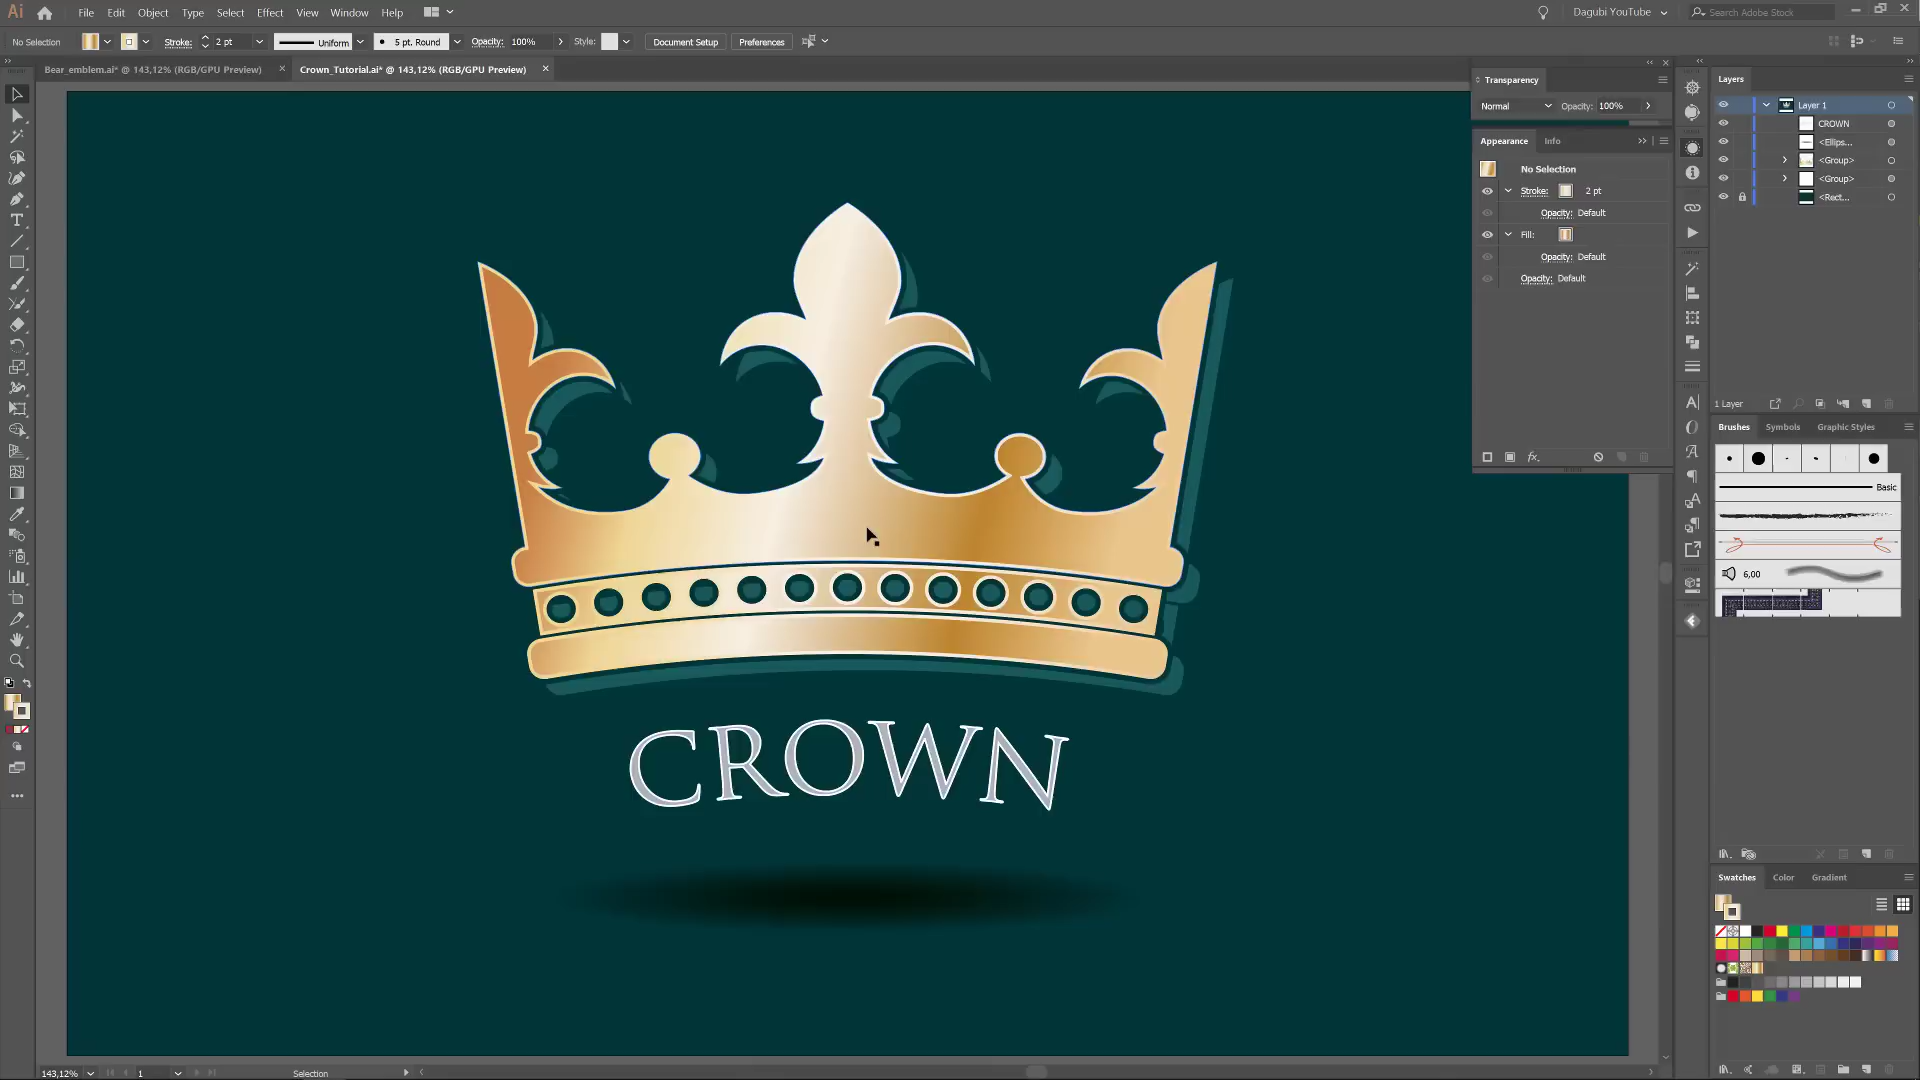 Ai File Edit Object Type Select Effect View Window Help Dagubi YouTube Search Adobe Stock
No Selection Stroke: 2 pt Uniform 5 pt. Round Opacity: 100% Style: Document Setup Preferences
Bear_emblem.ai* @ 143,12% (RGB/GPU Preview) Crown_Tutorial.ai* @ 143,12% (RGB/GPU Preview)
Transparency
Normal Opacity: 100%
Appearance Info
No Selection
Stroke: 2 pt
Opacity: Default
Fill:
Opacity: Default
Opacity: Default
fx
Layers
Layer 1
CROWN
<Ellips...
<Group>
<Group>
<Rect...
1 Layer
Brushes Symbols Graphic Styles
Basic
6,00
Swatches Color Gradient
CROWN
143,12% 1 Selection